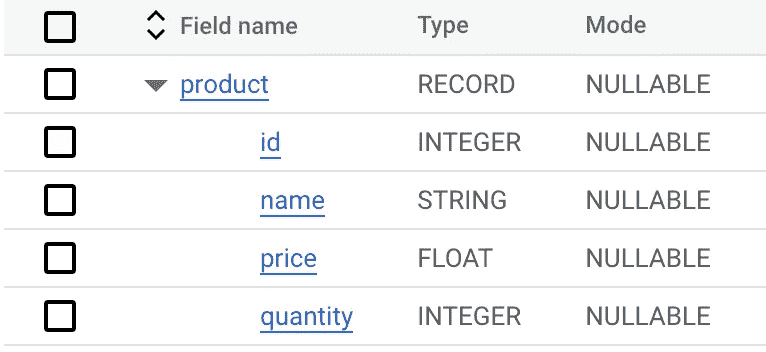 Field name Type Mode
product RECORD NULLABLE
id INTEGER NULLABLE
name STRING NULLABLE
price FLOAT NULLABLE
quantity INTEGER NULLABLE